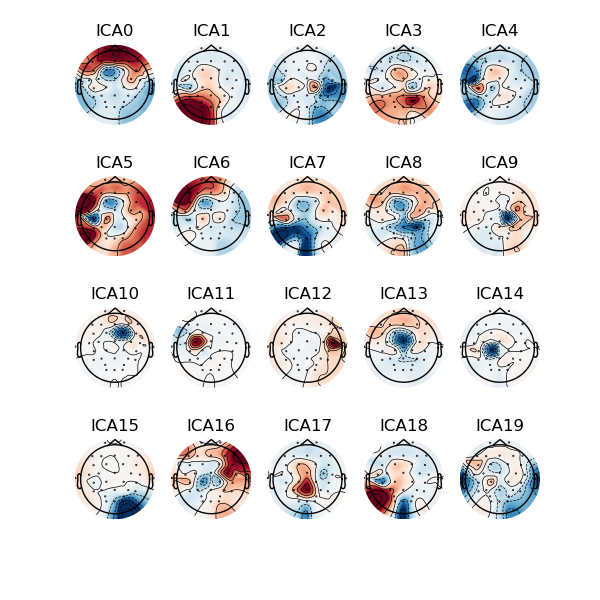 ICA0 ICA1 ICA2 ICA3 ICA4
ICA5 ICA6 ICA7 ICA8 ICA9
ICA10 ICA11 ICA12 ICA13 ICA14
ICA15 ICA16 ICA17 ICA18 ICA19